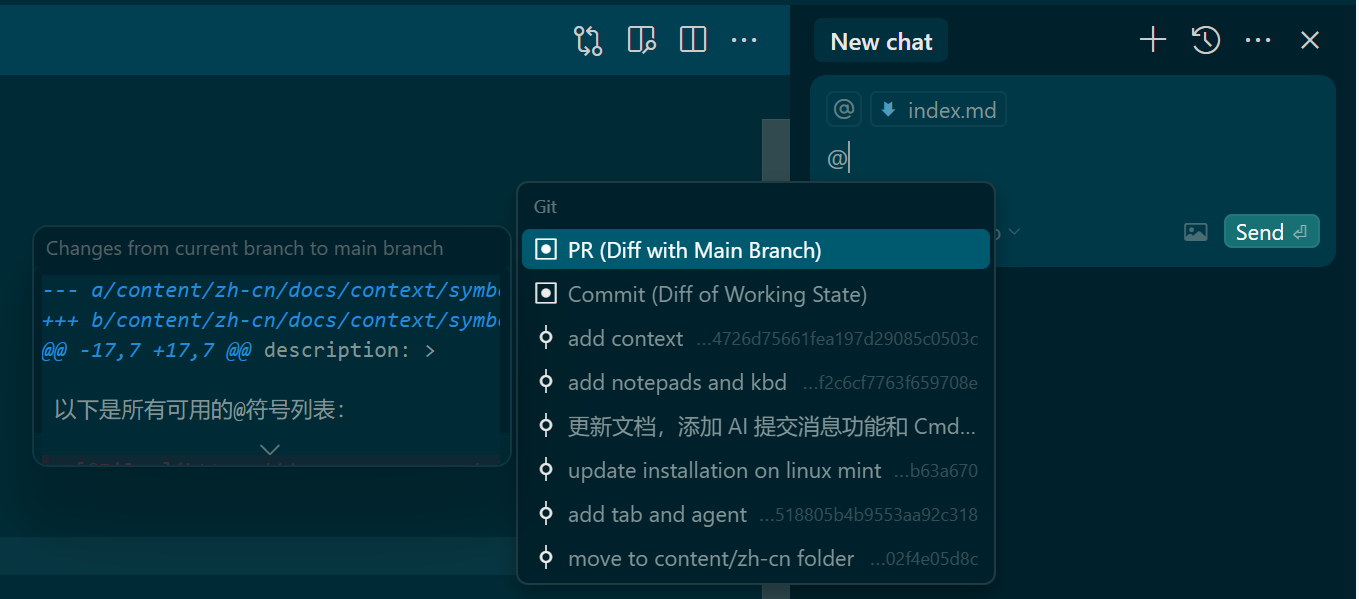 New chat
@ index.md
@
Send
Git
PR (Diff with Main Branch)
Commit (Diff of Working State)
add context ...4726d75661fea197d29085c0503c
add notepads and kbd ...f2c6cf7763f659708e
更新文档，添加 AI 提交消息功能和 Cmd...
update installation on linux mint ...b63a670
add tab and agent ...518805b4b9553aa92c318
move to content/zh-cn folder ...02f4e05d8c
Changes from current branch to main branch
--- a/content/zh-cn/docs/context/symb
+++ b/content/zh-cn/docs/context/symb
@@ -17,7 +17,7 @@ description: >
以下是所有可用的@符号列表：